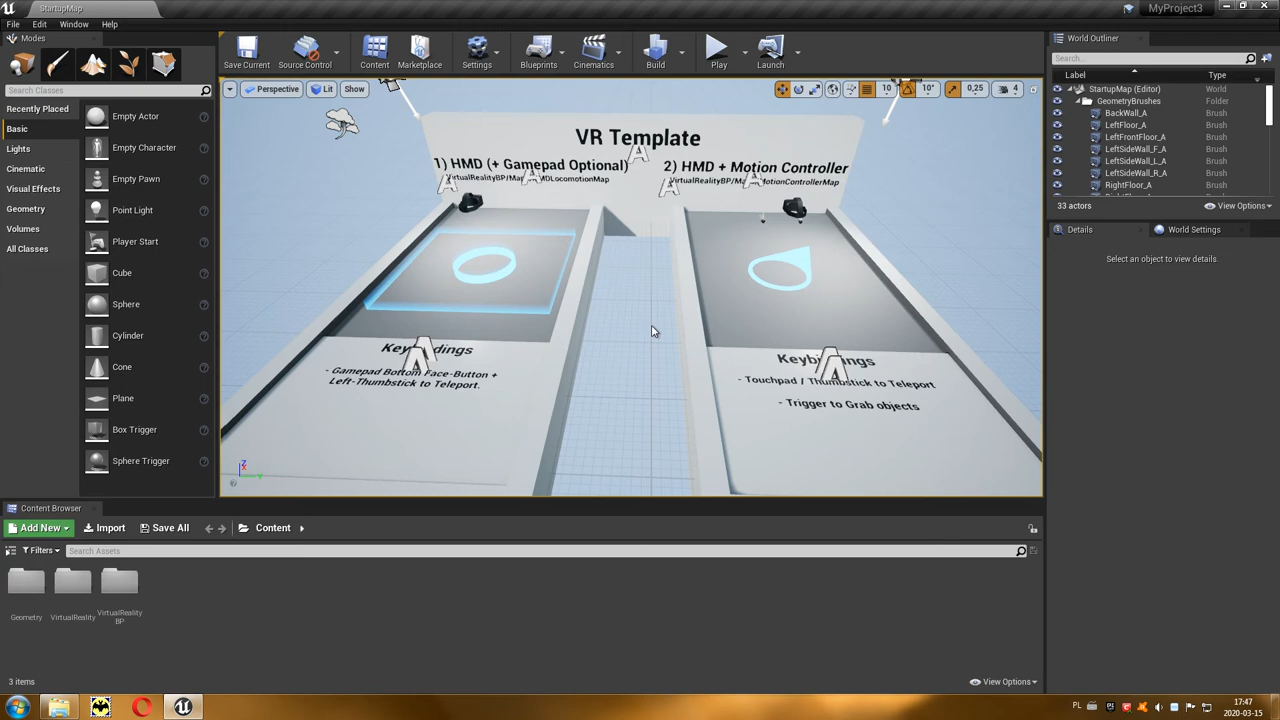 StartupMap
MyProject3
File Edit Window Help
Modes
Search Classes
Recently Placed
Basic
Lights
Cinematic
Visual Effects
Geometry
Volumes
All Classes
Empty Actor
Empty Character
Empty Pawn
Point Light
Player Start
Cube
Sphere
Cylinder
Cone
Plane
Box Trigger
Sphere Trigger
Save Current
Source Control
Content
Marketplace
Settings
Blueprints
Cinematics
Build
Play
Launch
Perspective
Lit
Show
10
10°
0,25
4
VR Template
1) HMD (+ Gamepad Optional)
2) HMD + Motion Controller
- Gamepad Bottom Face-Button +
Left-Thumbstick to Teleport.
- Touchpad / Thumbstick to Teleport
- Trigger to Grab objects
Z
Y
World Outliner
Search...
Label
Type
StartupMap (Editor) World
GeometryBrushes Folder
BackWall_A Brush
LeftFloor_A Brush
LeftFrontFloor_A Brush
LeftSideWall_F_A Brush
LeftSideWall_L_A Brush
LeftSideWall_R_A Brush
RightFloor_A Brush
33 actors
View Options
Details
World Settings
Select an object to view details.
Content Browser
Add New
Import
Save All
Content
Filters
Search Assets
Geometry
VirtualReality
VirtualReality
BP
3 items
View Options
PL
17:47
2020-03-15